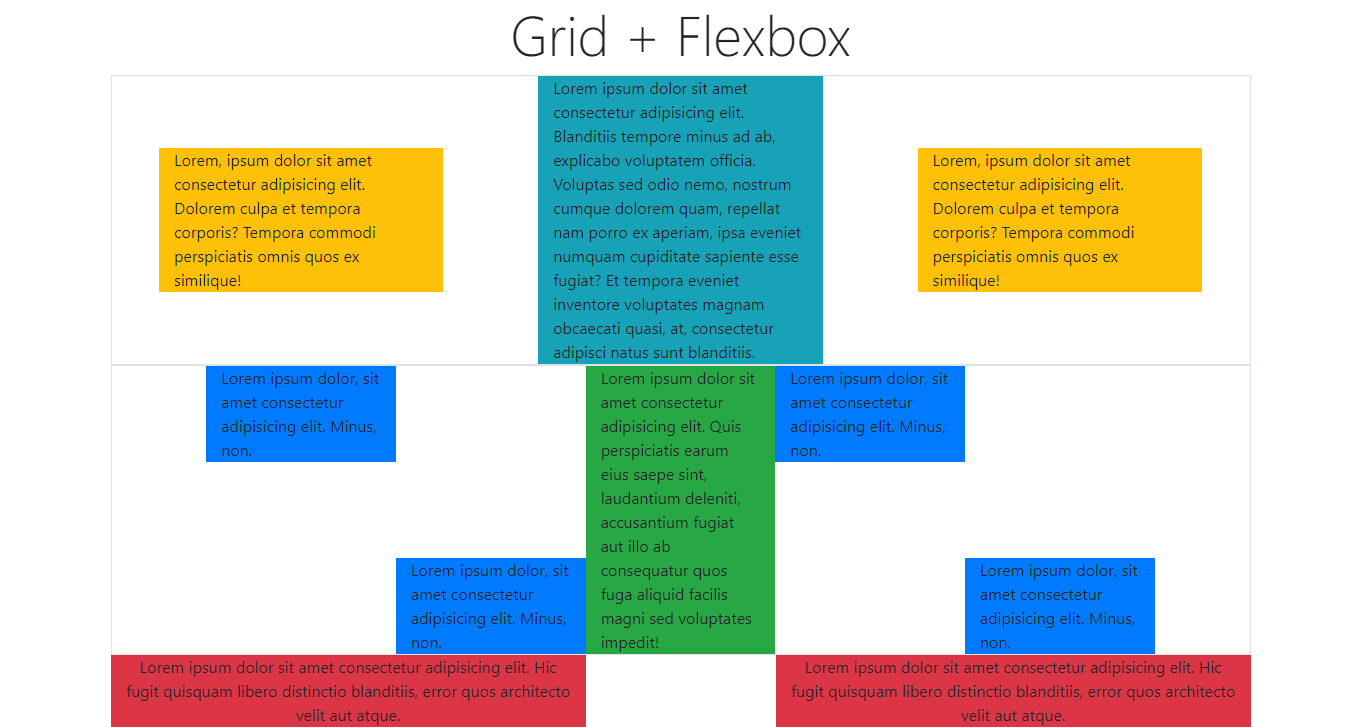 Grid + Flexbox
Lorem, ipsum dolor sit amet
consectetur adipisicing elit.
Dolorem culpa et tempora
corporis? Tempora commodi
perspiciatis omnis quos ex
similique!
Lorem ipsum dolor sit amet
consectetur adipisicing elit.
Blanditiis tempore minus ad ab,
explicabo voluptatem officia.
Voluptas sed odio nemo, nostrum
cumque dolorem quam, repellat
nam porro ex aperiam, ipsa eveniet
numquam cupiditate sapiente esse
fugiat? Et tempora eveniet
inventore voluptates magnam
obcaecati quasi, at, consectetur
adipisci natus sunt blanditiis.
Lorem, ipsum dolor sit amet
consectetur adipisicing elit.
Dolorem culpa et tempora
corporis? Tempora commodi
perspiciatis omnis quos ex
similique!
Lorem ipsum dolor, sit
amet consectetur
adipisicing elit. Minus,
non.
Lorem ipsum dolor, sit
amet consectetur
adipisicing elit. Minus,
non.
Lorem ipsum dolor sit
amet consectetur
adipisicing elit. Quis
perspiciatis earum
eius saepe sint,
laudantium deleniti,
accusantium fugiat
aut illo ab
consequatur quos
fuga aliquid facilis
magni sed voluptates
impedit!
Lorem ipsum dolor, sit
amet consectetur
adipisicing elit. Minus,
non.
Lorem ipsum dolor, sit
amet consectetur
adipisicing elit. Minus,
non.
Lorem ipsum dolor sit amet consectetur adipisicing elit. Hic
fugit quisquam libero distinctio blanditiis, error quos architecto
velit aut atque.
Lorem ipsum dolor sit amet consectetur adipisicing elit. Hic
fugit quisquam libero distinctio blanditiis, error quos architecto
velit aut atque.